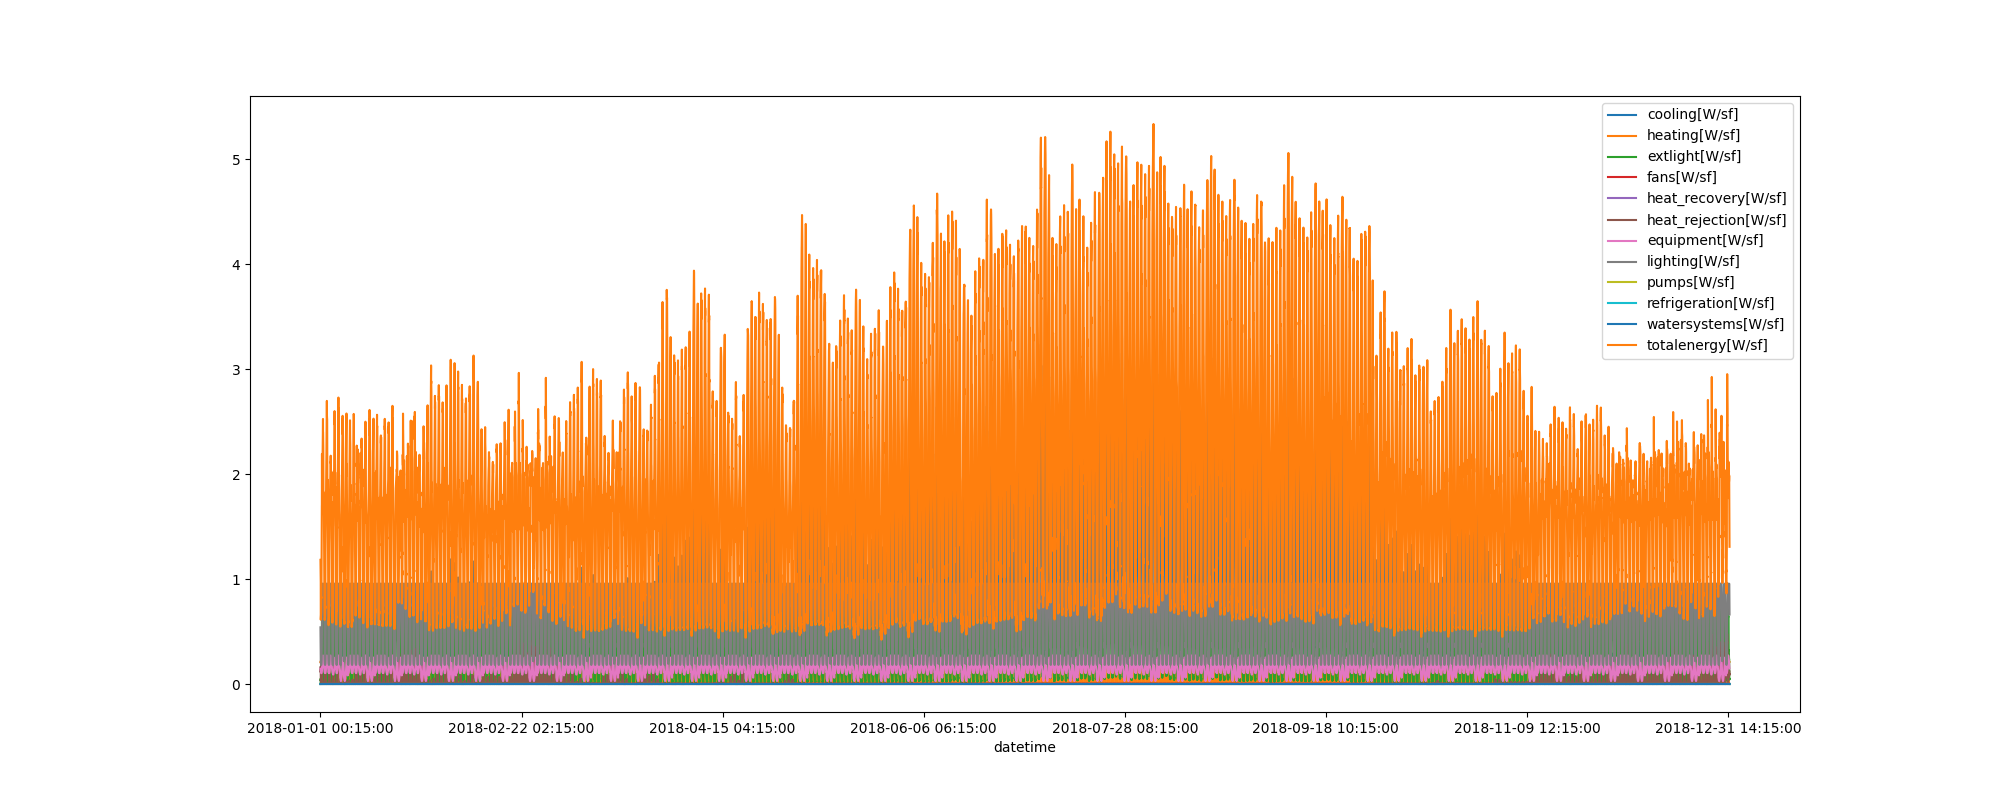 cooling[W/sf]
heating[W/sf]
extlight[W/sf]
fans[W/sf]
heat_recovery[W/sf]
heat_rejection[W/sf]
equipment[W/sf]
lighting[W/sf]
pumps[W/sf]
refrigeration[W/sf]
watersystems[W/sf]
totalenergy[W/sf]
5
4
3
2
1
0
2018-01-01 00:15:00 2018-02-22 02:15:00 2018-04-15 04:15:00 2018-06-06 06:15:00 2018-07-28 08:15:00 2018-09-18 10:15:00 2018-11-09 12:15:00 2018-12-31 14:15:00
datetime